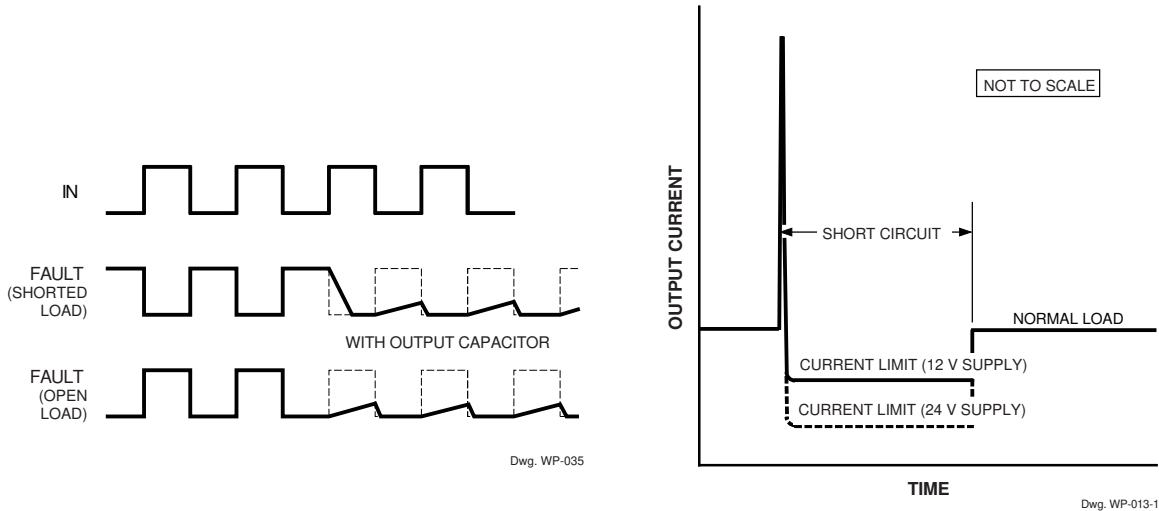 IN
FAULT
(SHORTED
LOAD)
WITH OUTPUT CAPACITOR
FAULT
(OPEN
LOAD)
Dwg. WP-035
OUTPUT CURRENT
NOT TO SCALE
SHORT CIRCUIT
NORMAL LOAD
CURRENT LIMIT (12 V SUPPLY)
CURRENT LIMIT (24 V SUPPLY)
TIME
Dwg. WP-013-1